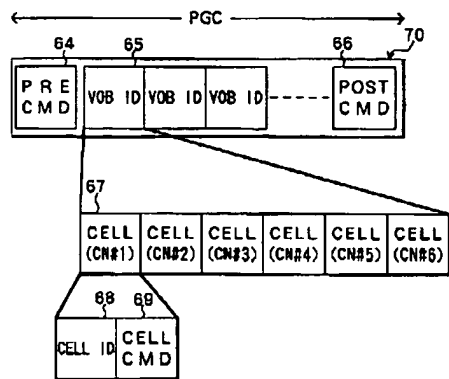 PGC
64 65 66 70
PRE CMD VOB ID VOB ID VOB ID POST CMD
67
CELL (CN#1) CELL (CN#2) CELL (CN#3) CELL (CN#4) CELL (CN#5) CELL (CN#6)
68 69
CELL ID CELL CMD